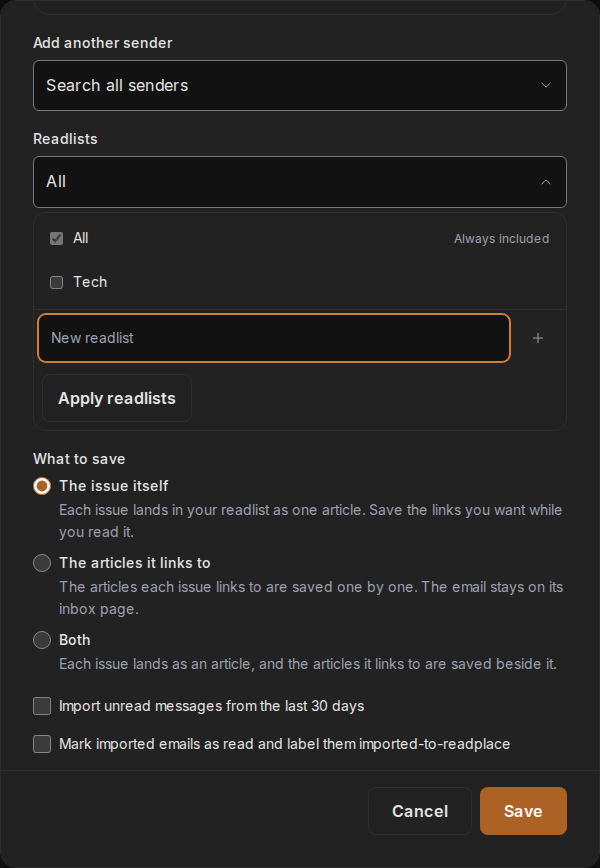 Add another sender
Search all senders
Readlists
All
All
Always included
Tech
New readlist
+
Apply readlists
What to save
The issue itself
Each issue lands in your readlist as one article. Save the links you want while
you read it.
The articles it links to
The articles each issue links to are saved one by one. The email stays on its
inbox page.
Both
Each issue lands as an article, and the articles it links to are saved beside it.
Import unread messages from the last 30 days
Mark imported emails as read and label them imported-to-readplace
Cancel
Save